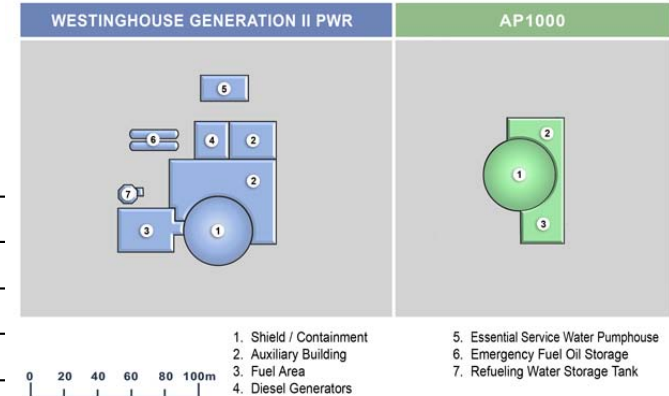 WESTINGHOUSE GENERATION II PWR
AP1000
5
6
4
2
2
7
3
1
2
1
3
1. Shield / Containment
2. Auxiliary Building
3. Fuel Area
4. Diesel Generators
5. Essential Service Water Pumphouse
6. Emergency Fuel Oil Storage
7. Refueling Water Storage Tank
0 20 40 60 80 100m